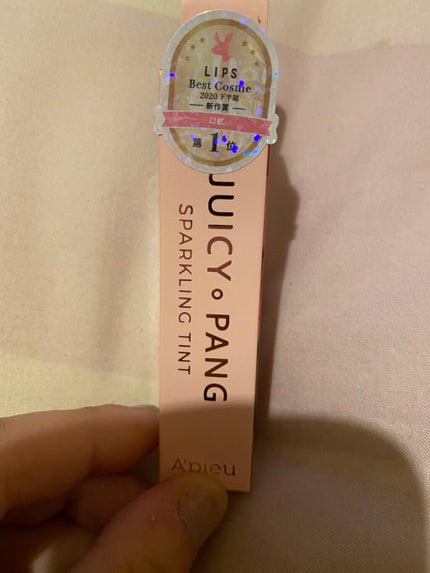 LIPS
Best Cosme
2020 下半期
新作賞
口紅
第1位
JUICY PANG
SPARKLING TINT
A'pieu